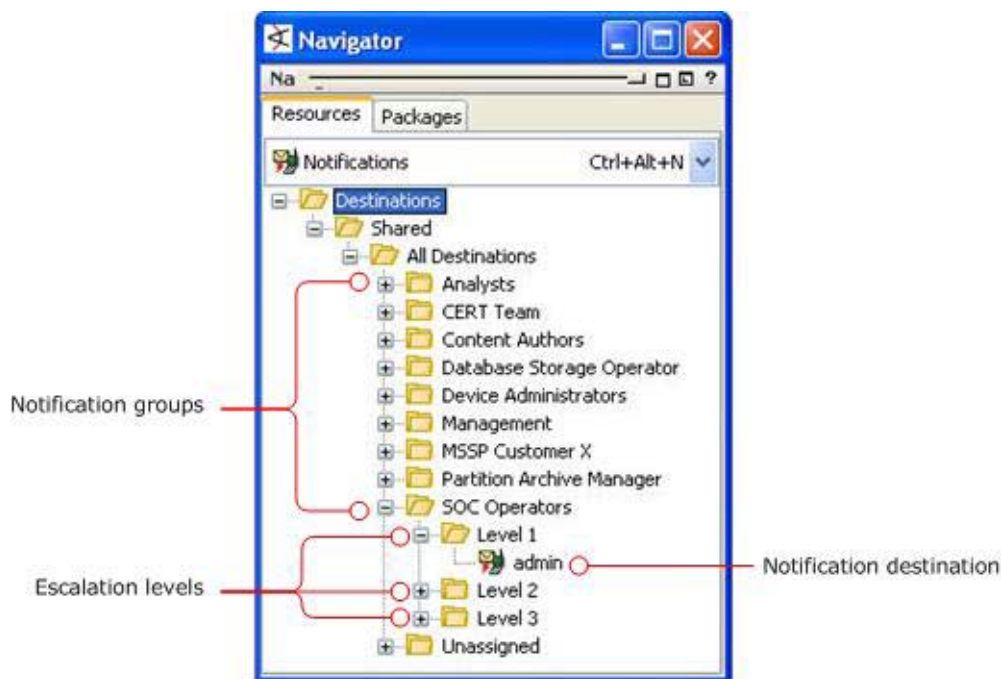 Navigator
Na
?
Resources Packages
Notifications Ctrl+Alt+N
Destinations
Shared
All Destinations
Analysts
CERT Team
Content Authors
Database Storage Operator
Device Administrators
Notification groups
Management
MSSP Customer X
Partition Archive Manager
SOC Operators
Level 1
admin
Notification destination
Escalation levels
Level 2
Level 3
Unassigned